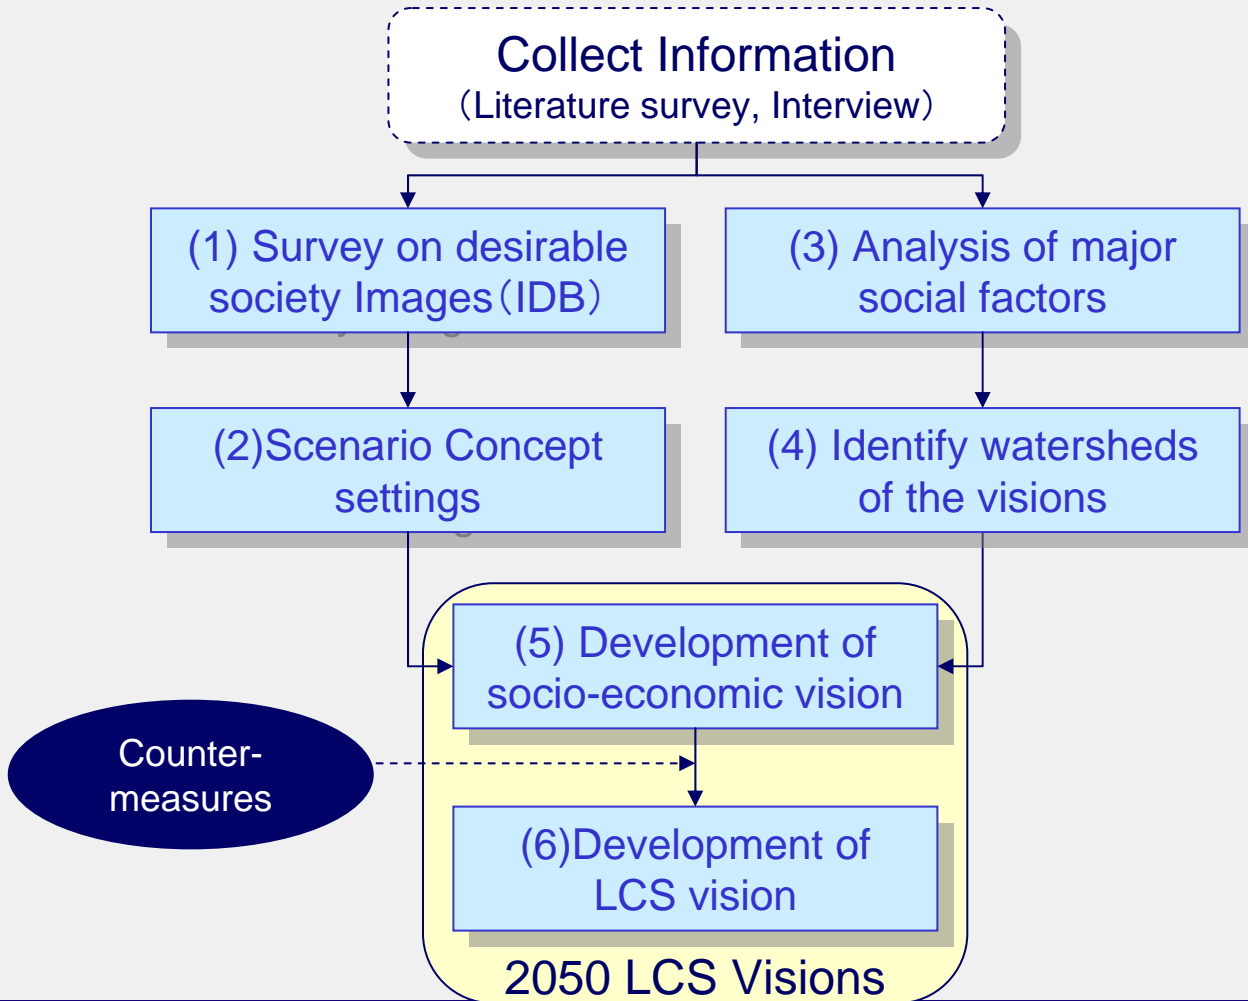 Collect Information
（Literature survey, Interview）
(1) Survey on desirable
society Images（IDB）
(3) Analysis of major
social factors
(2)Scenario Concept
settings
(4) Identify watersheds
of the visions
(5) Development of
socio-economic vision
Counter-
measures
(6)Development of
LCS vision
2050 LCS Visions